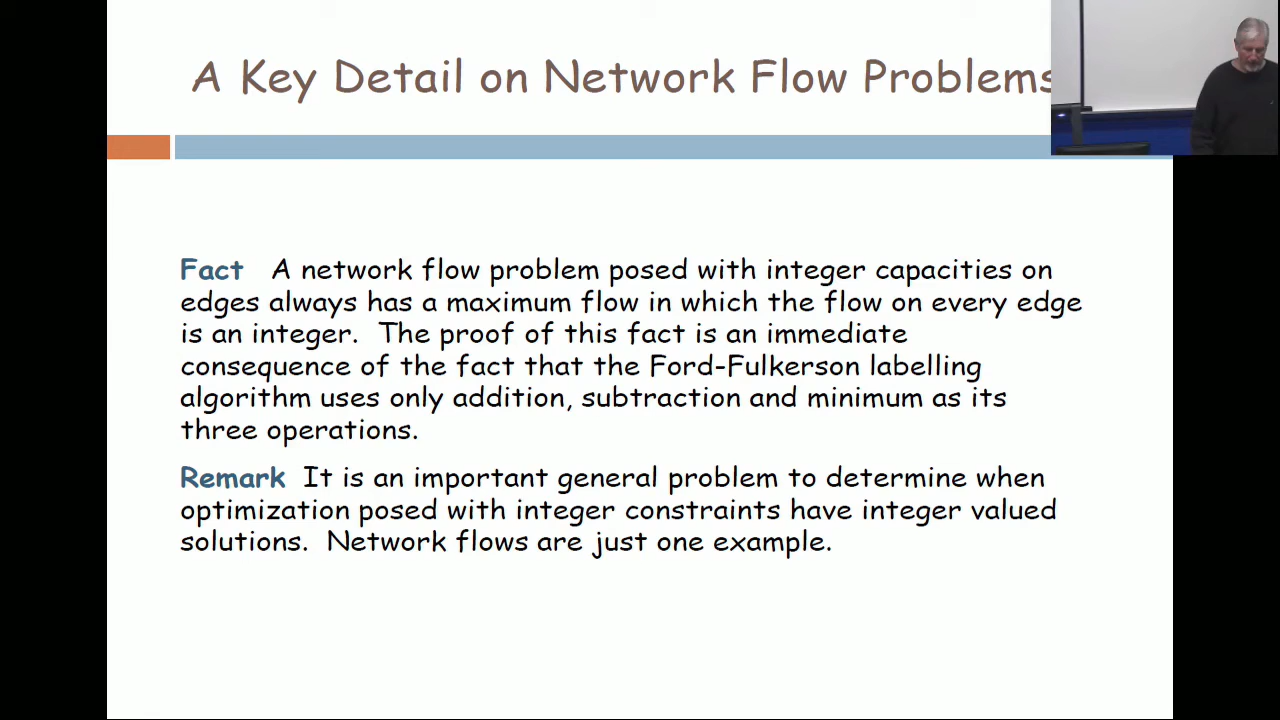 A Key Detail on Network Flow Problems
Fact A network flow problem posed with integer capacities on
edges always has a maximum flow in which the flow on every edge
is an integer. The proof of this fact is an immediate
consequence of the fact that the Ford-Fulkerson labelling
algorithm uses only addition, subtraction and minimum as its
three operations.
Remark It is an important general problem to determine when
optimization posed with integer constraints have integer valued
solutions. Network flows are just one example.